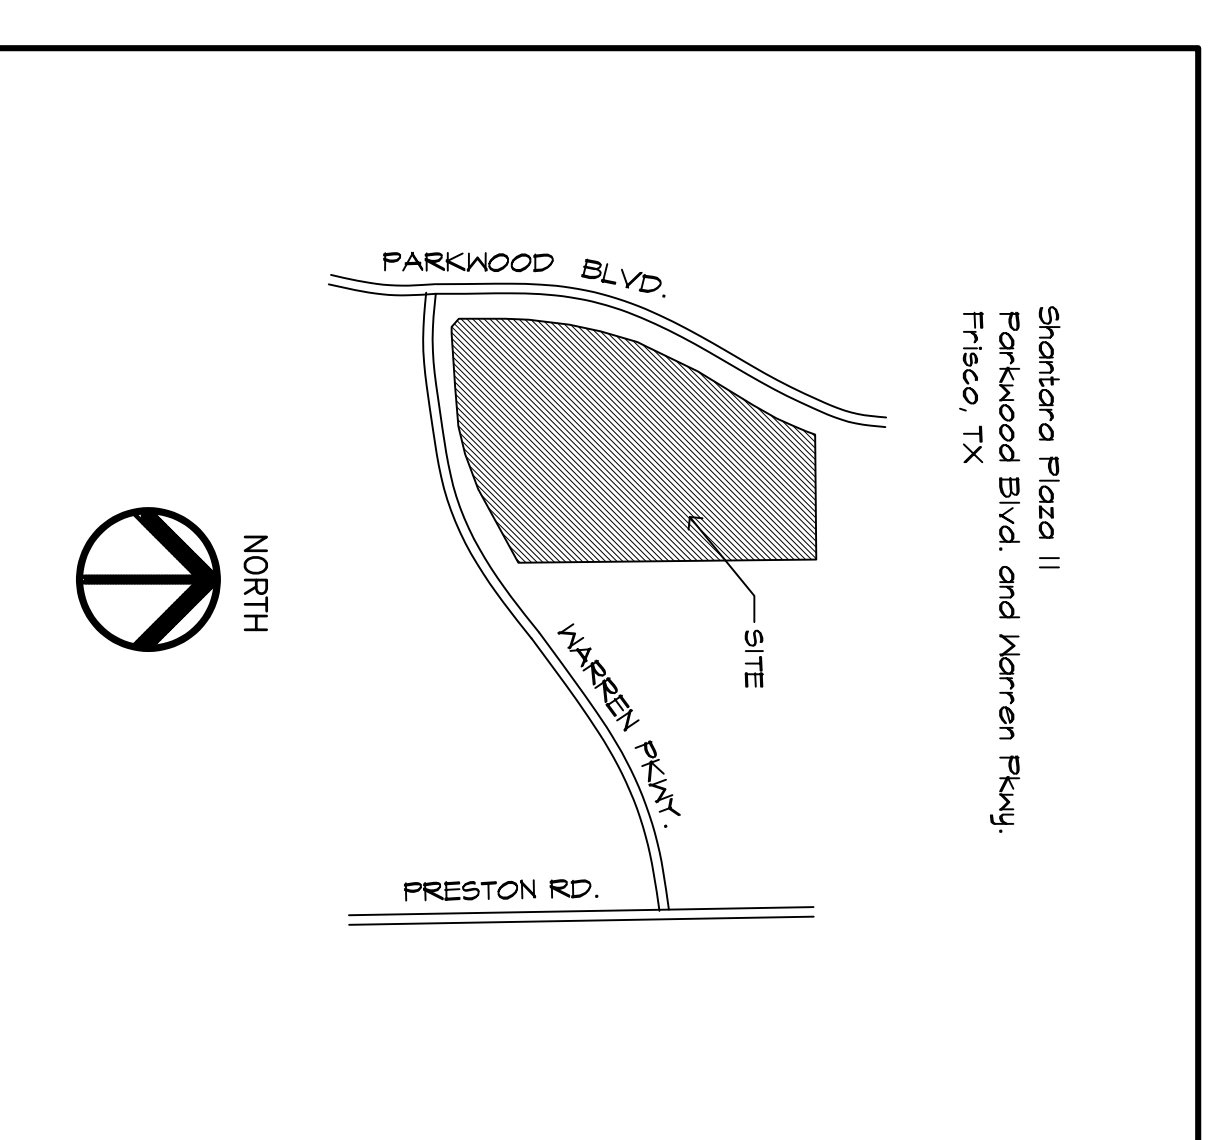 Shantara Plaza II
Parkwood Blvd. and Warren Pkwy.
Frisco, TX
PARKWOOD BLVD.
SITE
WARREN PKWY.
PRESTON RD.
NORTH